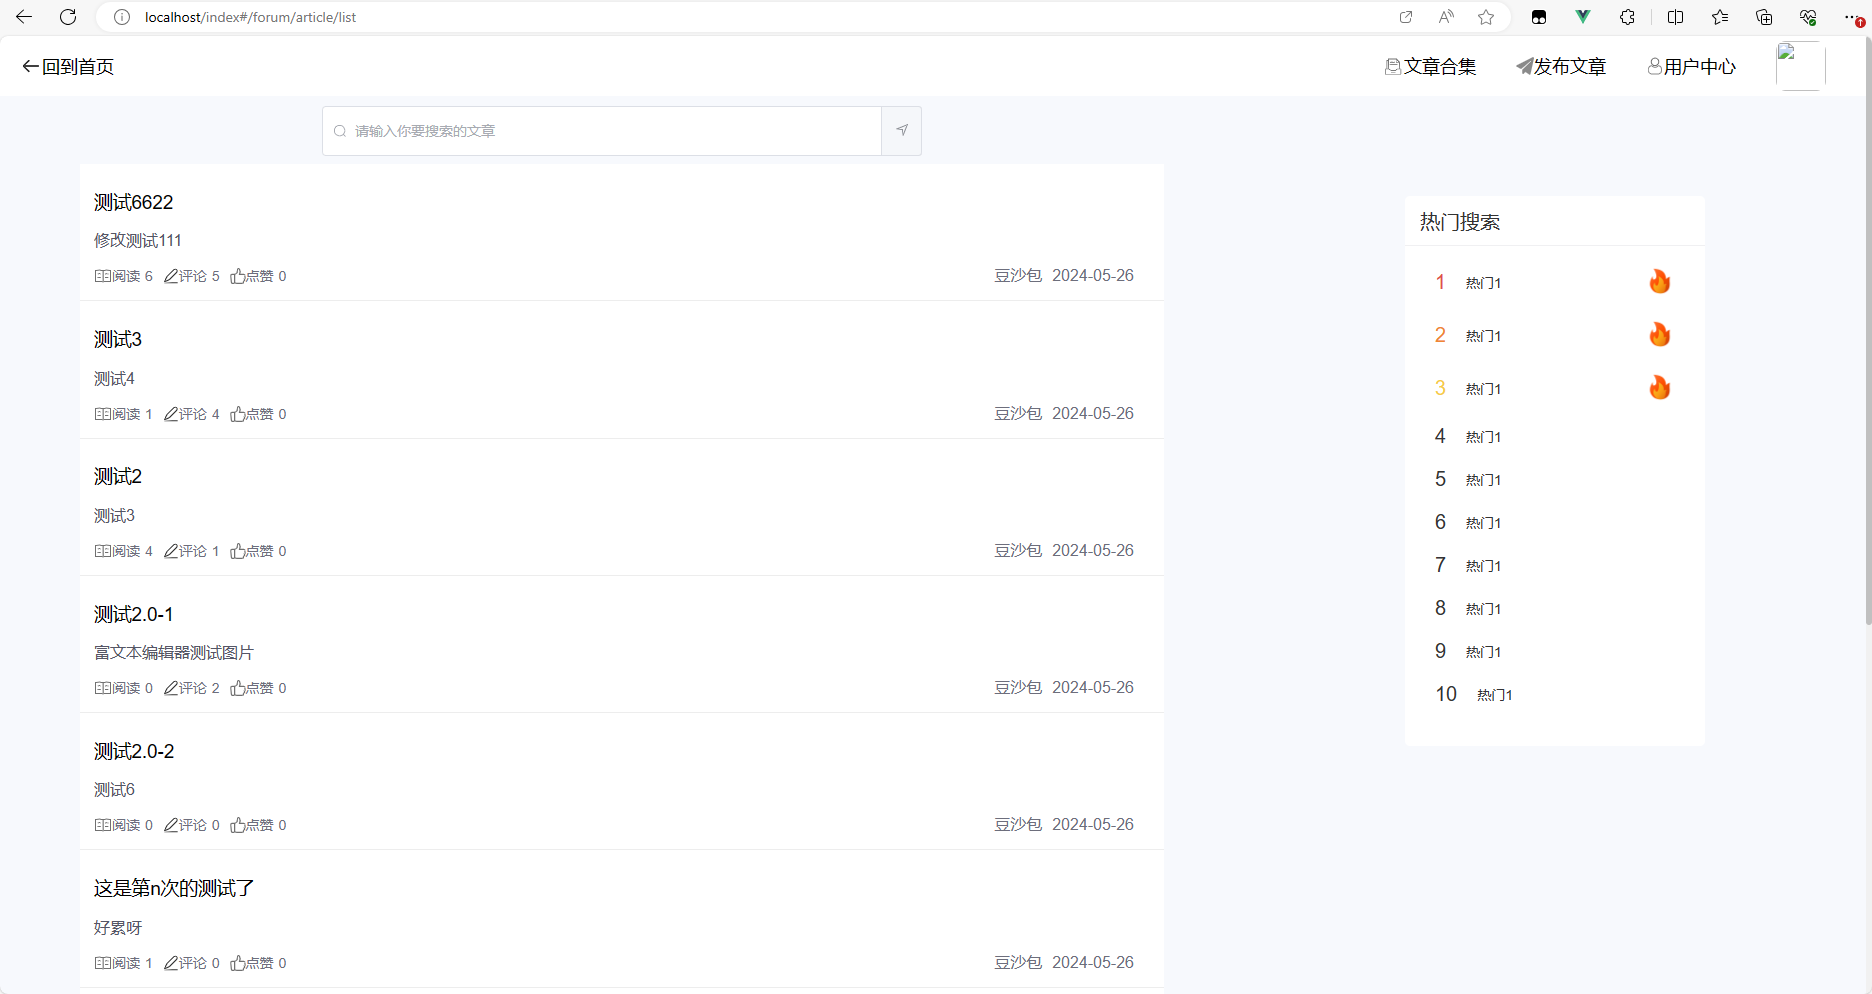 localhost/index#/forum/article/list
回到首页
文章合集 发布文章 用户中心
请输入你要搜索的文章
测试6622
修改测试111
阅读 6 评论 5 点赞 0 豆沙包 2024-05-26
测试3
测试4
阅读 1 评论 4 点赞 0 豆沙包 2024-05-26
测试2
测试3
阅读 4 评论 1 点赞 0 豆沙包 2024-05-26
测试2.0-1
富文本编辑器测试图片
阅读 0 评论 2 点赞 0 豆沙包 2024-05-26
测试2.0-2
测试6
阅读 0 评论 0 点赞 0 豆沙包 2024-05-26
这是第n次的测试了
好累呀
阅读 1 评论 0 点赞 0 豆沙包 2024-05-26
热门搜索
1 热门1
2 热门1
3 热门1
4 热门1
5 热门1
6 热门1
7 热门1
8 热门1
9 热门1
10 热门1